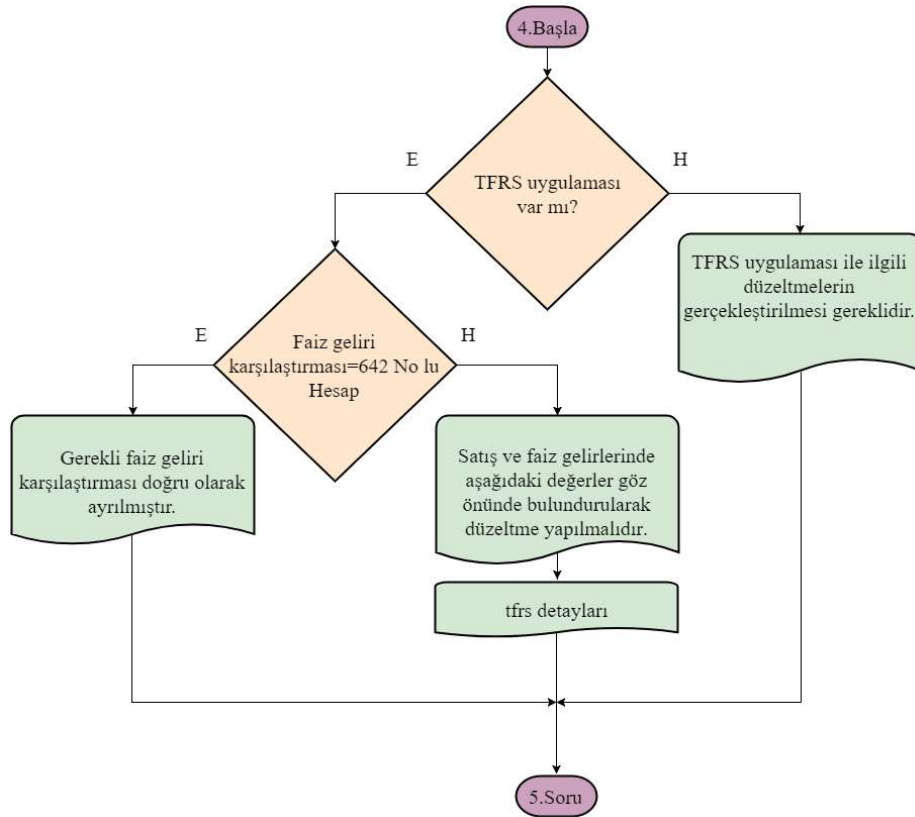 4.Başla
E
H
TFRS uygulaması
var mı?
TFRS uygulaması ile ilgili
düzeltmelerin
gerçekleştirilmesi gereklidir.
E
H
Faiz geliri
karşılaştırması=642 No lu
Hesap
Gerekli faiz geliri
karşılaştırması doğru olarak
ayrılmıştır.
Satış ve faiz gelirlerinde
aşağıdaki değerler göz
önünde bulundurularak
düzeltme yapılmalıdır.
tfrs detayları
5.Soru